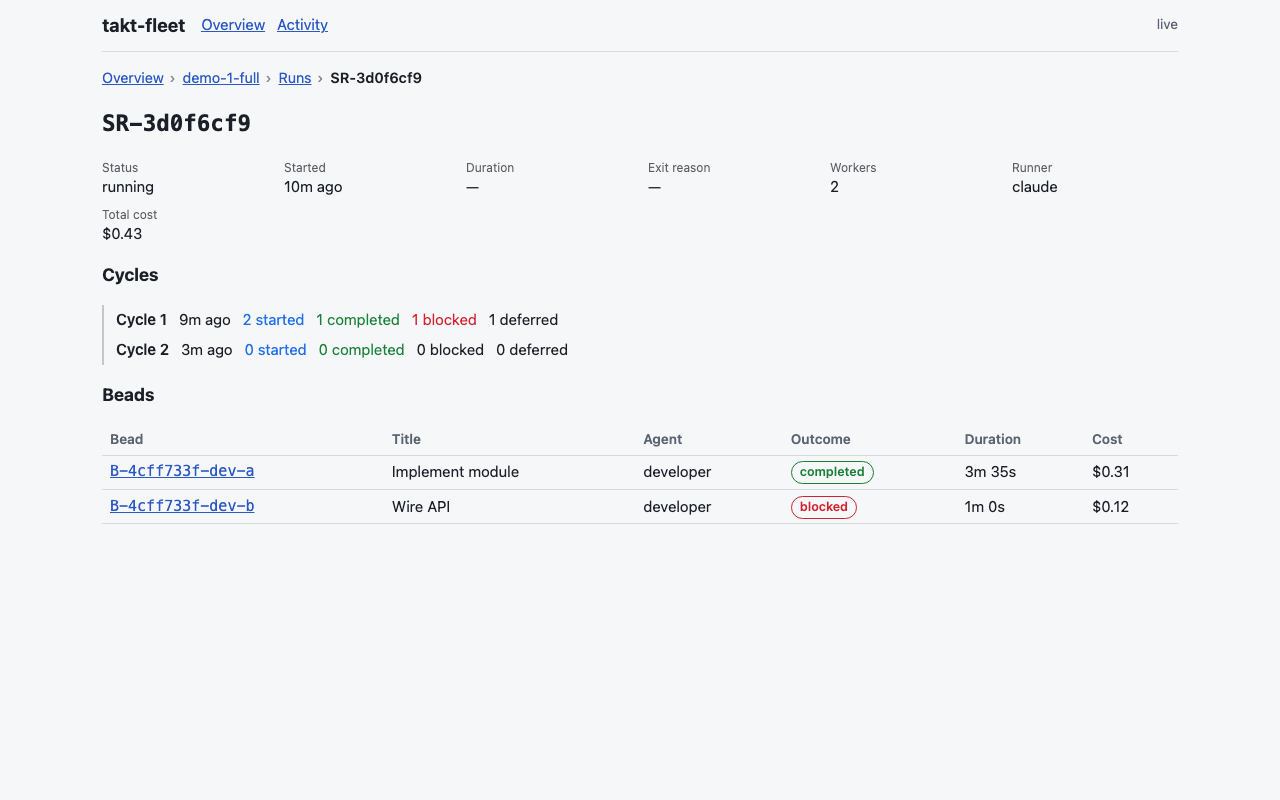 takt-fleet Overview Activity live
Overview › demo-1-full › Runs › SR-3d0f6cf9
SR-3d0f6cf9
Status Started Duration Exit reason Workers Runner
running 10m ago — — 2 claude
Total cost
$0.43
Cycles
Cycle 1 9m ago 2 started 1 completed 1 blocked 1 deferred
Cycle 2 3m ago 0 started 0 completed 0 blocked 0 deferred
Beads
Bead Title Agent Outcome Duration Cost
B-4cff733f-dev-a Implement module developer completed 3m 35s $0.31
B-4cff733f-dev-b Wire API developer blocked 1m 0s $0.12